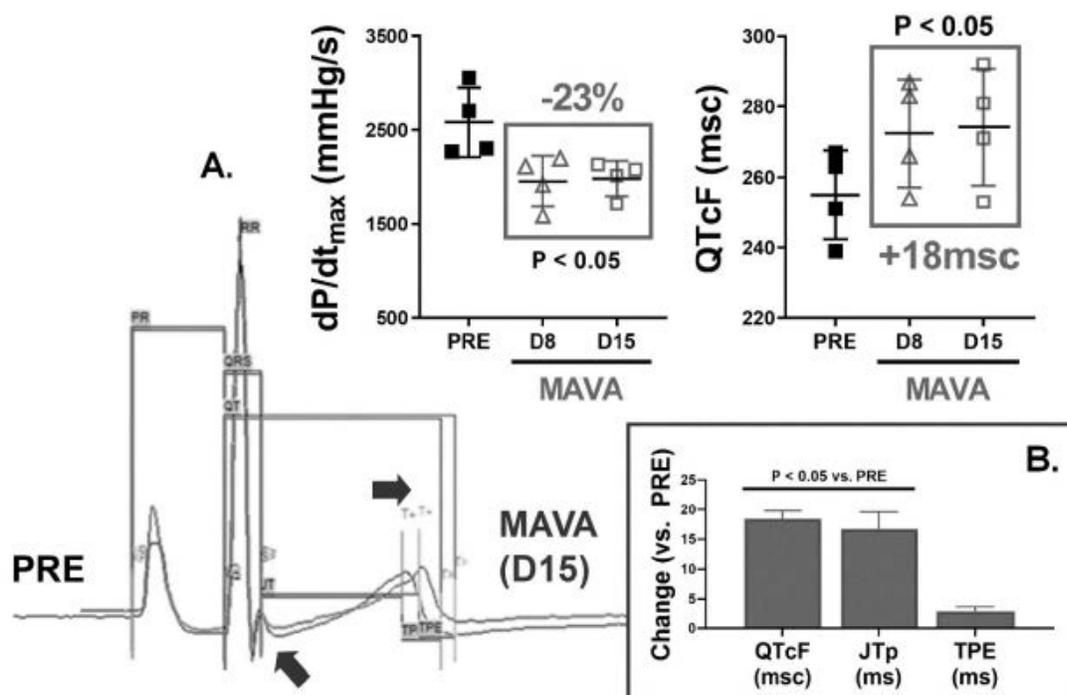 A.
dP/dtmax (mmHg/s)
3500
2500
1500
500
-23%
P < 0.05
PRE
D8
D15
MAVA
QTcF (msc)
300
280
260
240
220
P < 0.05
+18msc
PRE
D8
D15
MAVA
RR
PR
QRS
QT
JT
T+ T+
TP TPE
PRE
MAVA
(D15)
B.
Change (vs. PRE)
25
20
15
10
5
0
P < 0.05 vs. PRE
QTcF
(msc)
JTp
(ms)
TPE
(ms)